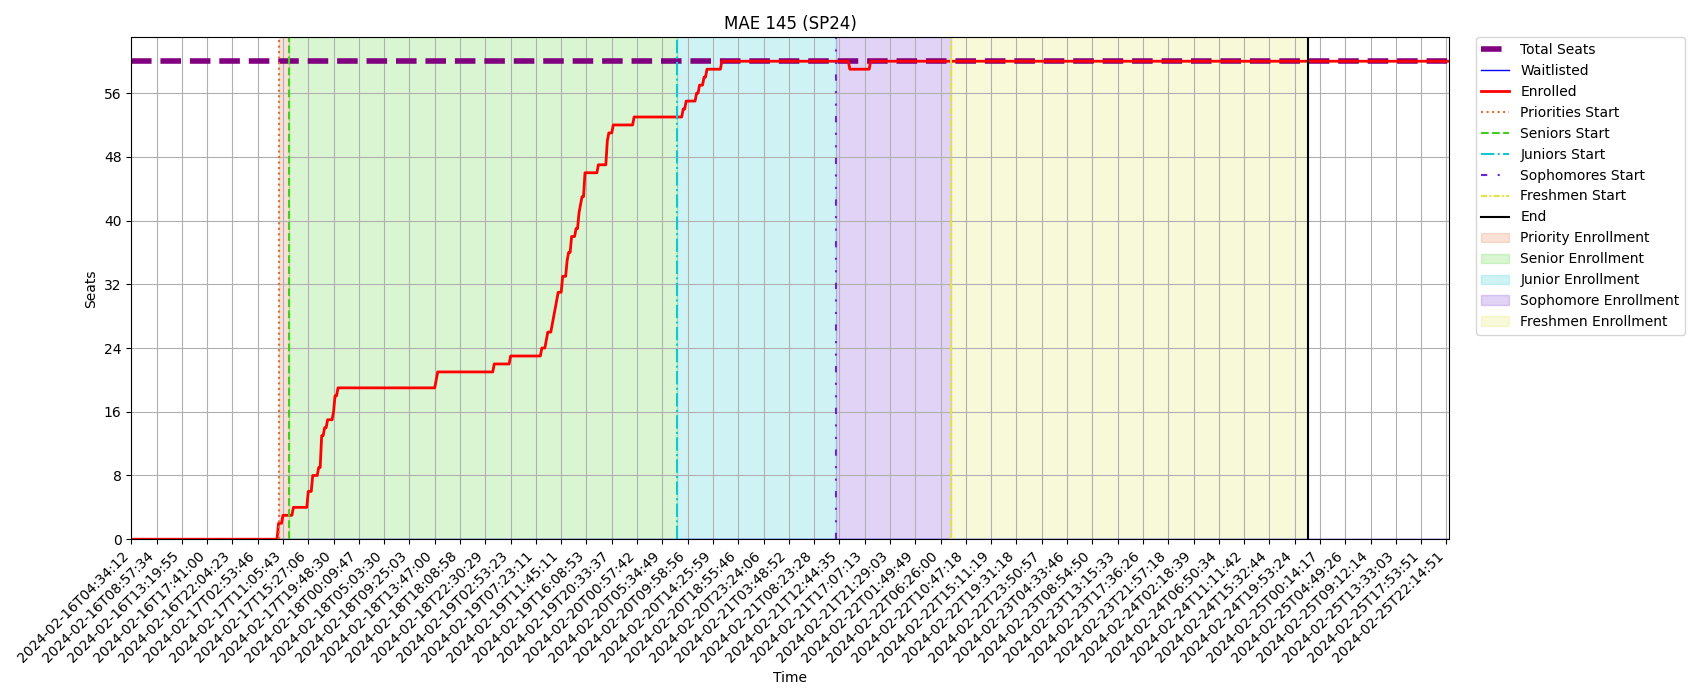 MAE 145 (SP24)
Total Seats
Waitlisted
Enrolled
Priorities Start
Seniors Start
Juniors Start
Sophomores Start
Freshmen Start
End
Priority Enrollment
Senior Enrollment
Junior Enrollment
Sophomore Enrollment
Freshmen Enrollment
Seats
56
48
40
32
24
16
8
0
2024-02-16T04:34:12
2024-02-16T08:57:34
2024-02-16T13:19:55
2024-02-16T17:41:00
2024-02-16T22:04:23
2024-02-17T02:53:46
2024-02-17T11:05:43
2024-02-17T15:27:06
2024-02-17T19:48:30
2024-02-18T00:09:47
2024-02-18T05:03:30
2024-02-18T09:25:03
2024-02-18T13:47:00
2024-02-18T18:08:58
2024-02-18T22:30:29
2024-02-19T02:53:23
2024-02-19T07:23:11
2024-02-19T11:45:11
2024-02-19T16:08:53
2024-02-19T20:33:37
2024-02-20T00:57:42
2024-02-20T05:34:49
2024-02-20T09:58:56
2024-02-20T14:25:59
2024-02-20T18:55:46
2024-02-20T23:24:06
2024-02-21T03:48:52
2024-02-21T08:23:28
2024-02-21T12:44:35
2024-02-21T17:07:13
2024-02-21T21:29:03
2024-02-22T01:49:49
2024-02-22T06:26:00
2024-02-22T10:47:18
2024-02-22T15:11:19
2024-02-22T19:31:18
2024-02-22T23:50:57
2024-02-23T04:33:46
2024-02-23T08:54:50
2024-02-23T13:15:33
2024-02-23T17:36:26
2024-02-23T21:57:18
2024-02-24T02:18:39
2024-02-24T06:50:34
2024-02-24T11:11:42
2024-02-24T15:32:44
2024-02-24T19:53:24
2024-02-25T00:14:17
2024-02-25T04:49:26
2024-02-25T09:12:14
2024-02-25T13:33:03
2024-02-25T17:53:51
2024-02-25T22:14:51
Time